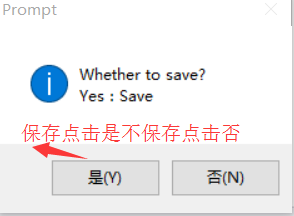 Prompt
Whether to save?
Yes : Save
保存点击是不保存点击否
是(Y)
否(N)